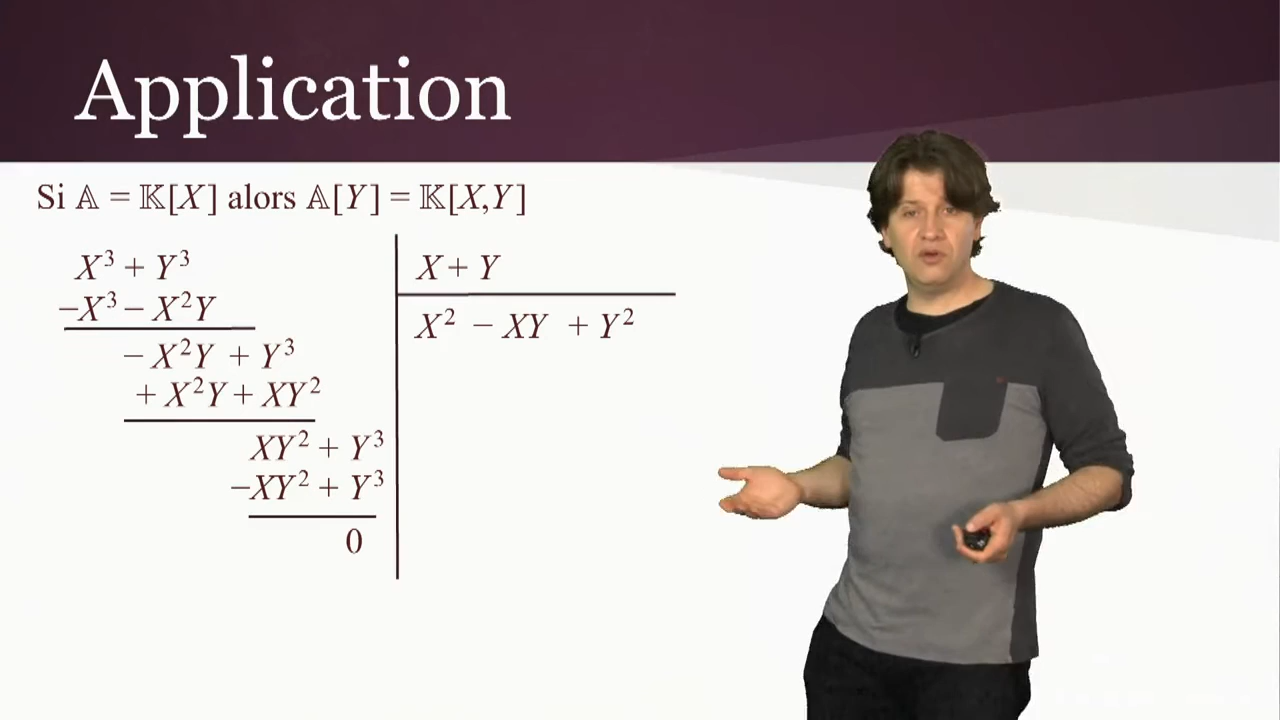 Application
Si 𝔸 = 𝕂[X] alors 𝔸[Y] = 𝕂[X,Y]
X³ + Y³
X + Y
−X³ − X²Y
X² − XY + Y²
− X²Y + Y³
+ X²Y + XY²
XY² + Y³
−XY² + Y³
0